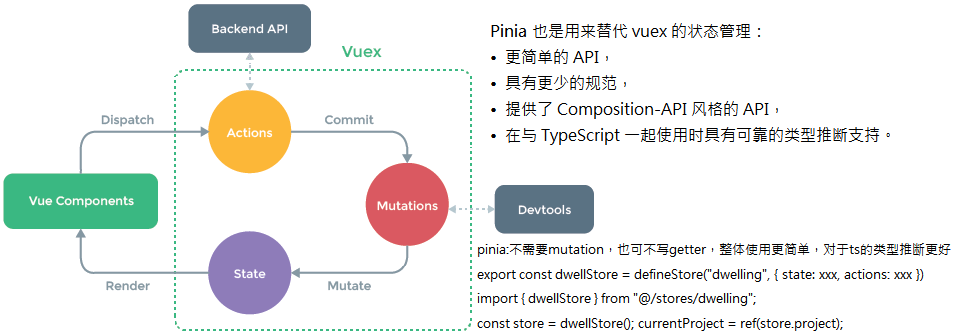 Backend API
Vuex
Dispatch
Actions
Commit
Vue Components
Mutations
Devtools
State
Render
Mutate
Pinia 也是用来替代 vuex 的状态管理：
• 更简单的 API，
• 具有更少的规范，
• 提供了 Composition-API 风格的 API，
• 在与 TypeScript 一起使用时具有可靠的类型推断支持。
pinia:不需要mutation，也可不写getter，整体使用更简单，对于ts的类型推断更好
export const dwellStore = defineStore("dwelling", { state: xxx, actions: xxx })
import { dwellStore } from "@/stores/dwelling";
const store = dwellStore(); currentProject = ref(store.project);